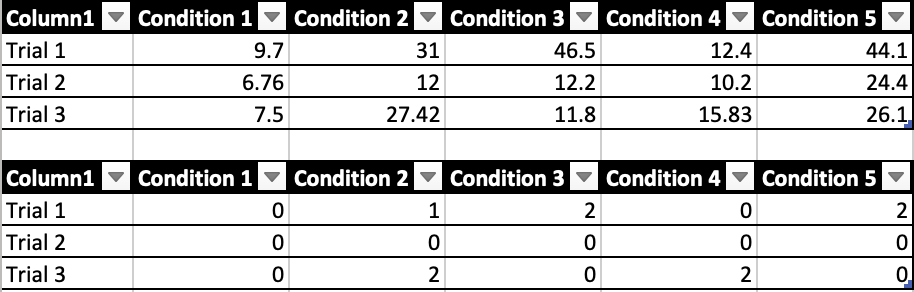 Column1 Condition 1 Condition 2 Condition 3 Condition 4 Condition 5
Trial 1 9.7 31 46.5 12.4 44.1
Trial 2 6.76 12 12.2 10.2 24.4
Trial 3 7.5 27.42 11.8 15.83 26.1
Column1 Condition 1 Condition 2 Condition 3 Condition 4 Condition 5
Trial 1 0 1 2 0 2
Trial 2 0 0 0 0 0
Trial 3 0 2 0 2 0